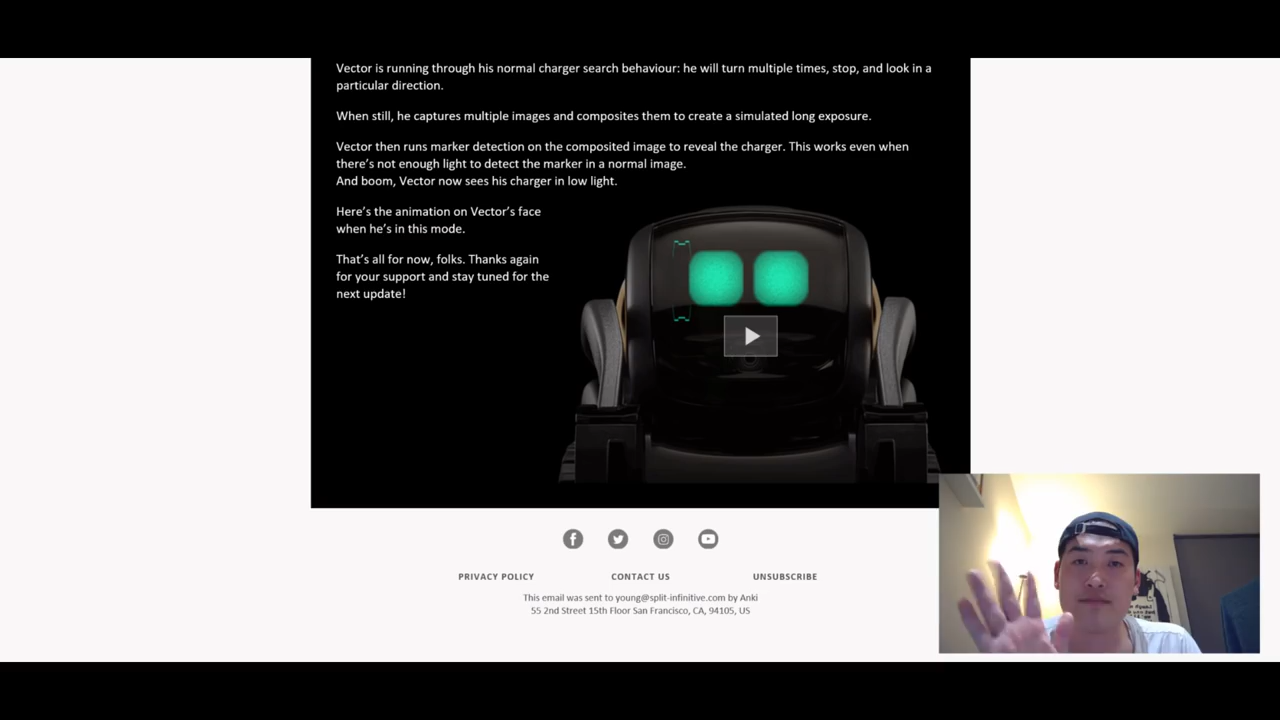 Vector is running through his normal charger search behaviour: he will turn multiple times, stop, and look in a
particular direction.
When still, he captures multiple images and composites them to create a simulated long exposure.
Vector then runs marker detection on the composited image to reveal the charger. This works even when
there’s not enough light to detect the marker in a normal image.
And boom, Vector now sees his charger in low light.
Here’s the animation on Vector’s face
when he’s in this mode.
That’s all for now, folks. Thanks again
for your support and stay tuned for the
next update!
PRIVACY POLICY CONTACT US UNSUBSCRIBE
This email was sent to young@split-infinitive.com by Anki
55 2nd Street 15th Floor San Francisco, CA, 94105, US